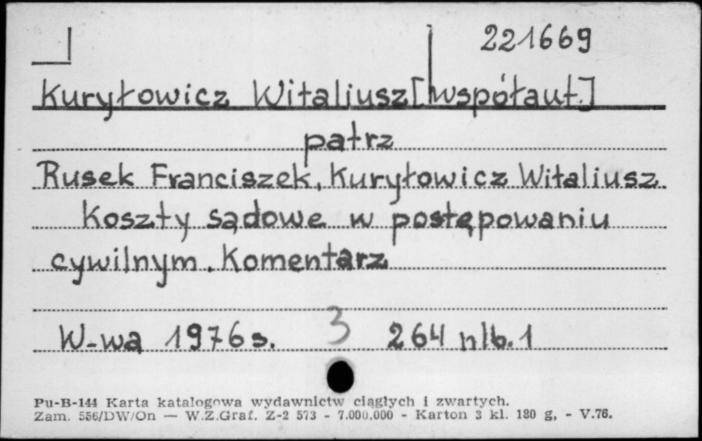 221669
Kuryłowicz Witaliusz [współaut.]
patrz
Rusek Franciszek, Kuryłowicz Witaliusz.
Koszty sądowe w postępowaniu
cywilnym. Komentarz
W-wa 1976 s. 3 264 nlb. 1
Pu-B-144 Karta katalogowa wydawnictw ciągłych i zwartych.
Zam. 556/DW/On — W.Z.Graf. Z-2 573 - 7.000.000 - Karton 3 kl. 180 g. - V.76.